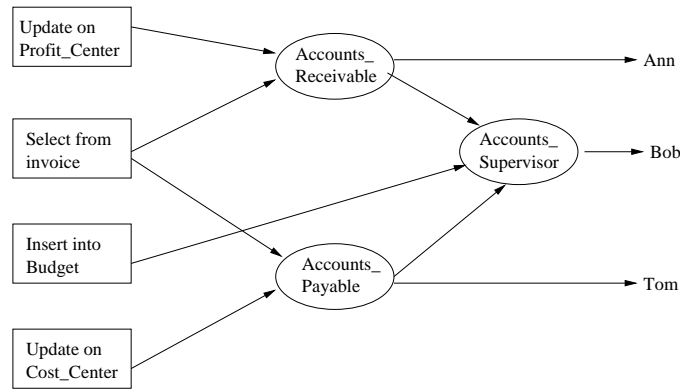 Update on
Profit_Center
Accounts_
Receivable
Ann
Select from
invoice
Accounts_
Supervisor
Bob
Insert into
Budget
Accounts_
Payable
Tom
Update on
Cost_Center